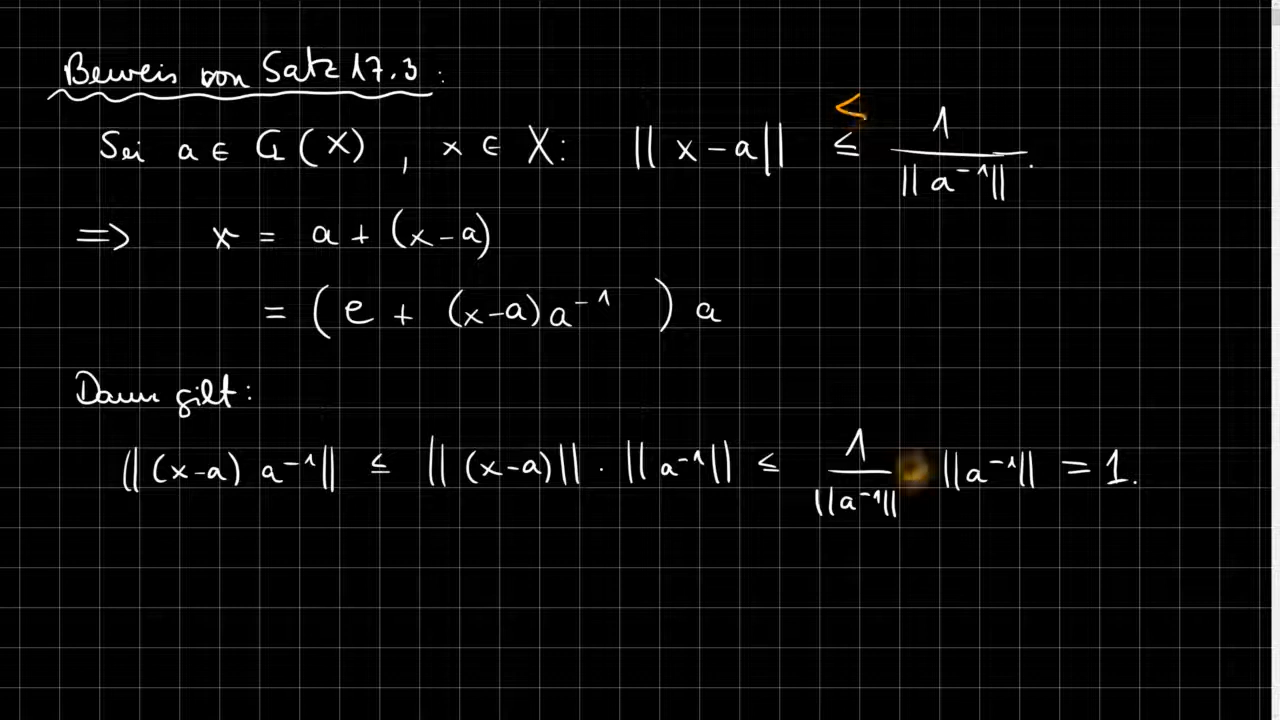 Beweis von Satz 17.3:
<
Sei a ∈ G(X), x ∈ X: ||x-a|| ≤ 1/||a⁻¹||.
=> x = a + (x-a)
= (e + (x-a)a⁻¹) a
Dann gilt:
||(x-a) a⁻¹|| ≤ ||(x-a)|| · ||a⁻¹|| ≤ 1/||a⁻¹|| · ||a⁻¹|| = 1.